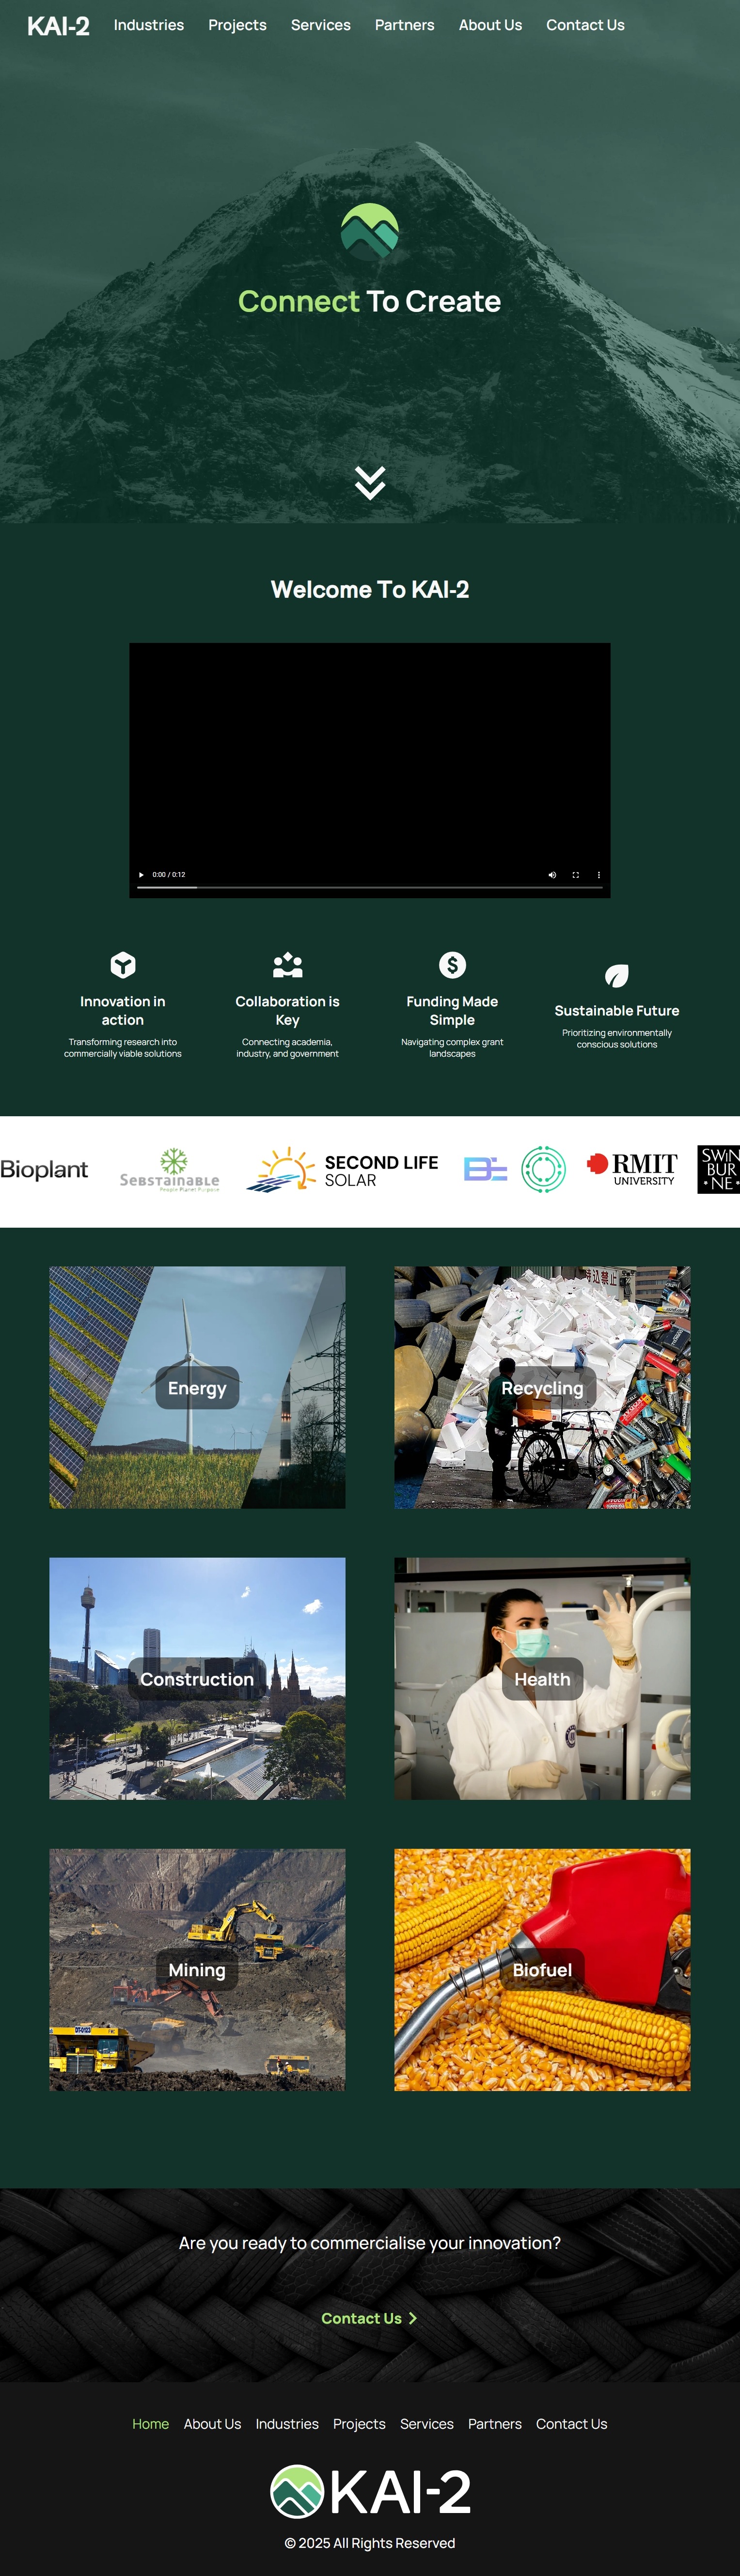 KAI-2 Industries Projects Services Partners About Us Contact Us
Connect To Create
Welcome To KAI-2
0:00 / 0:12
Innovation in
action
Transforming research into
commercially viable solutions
Collaboration is
Key
Connecting academia,
industry, and government
Funding Made
Simple
Navigating complex grant
landscapes
Sustainable Future
Prioritizing environmentally
conscious solutions
Bioplant
SEBSTAINABLE
People Planet Purpose
SECOND LIFE
SOLAR
BE
RMIT
UNIVERSITY
SWIN
BUR
NE
Energy
Recycling
Construction
Health
Mining
Biofuel
Are you ready to commercialise your innovation?
Contact Us
Home About Us Industries Projects Services Partners Contact Us
KAI-2
© 2025 All Rights Reserved